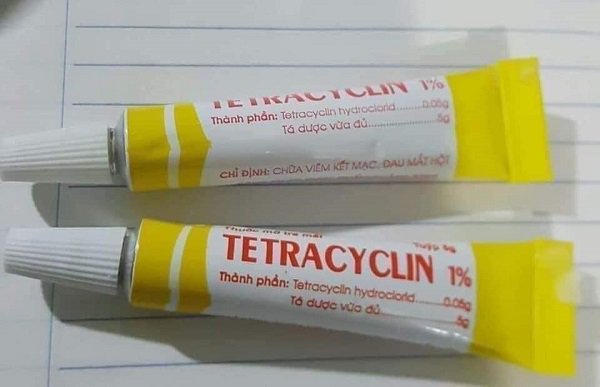 TETRACYCLIN 1%
Thành phần: Tetracyclin hydroclorid..........0.05g
Tá dược vừa đủ..........................5g
CHỈ ĐỊNH: CHỮA VIÊM KẾT MẠC, ĐAU MẮT HỘT
Thuốc mỡ tra mắt Tuýp 5g
TETRACYCLIN 1%
Thành phần: Tetracyclin hydroclorid..........0.05g
Tá dược vừa đủ..........................5g